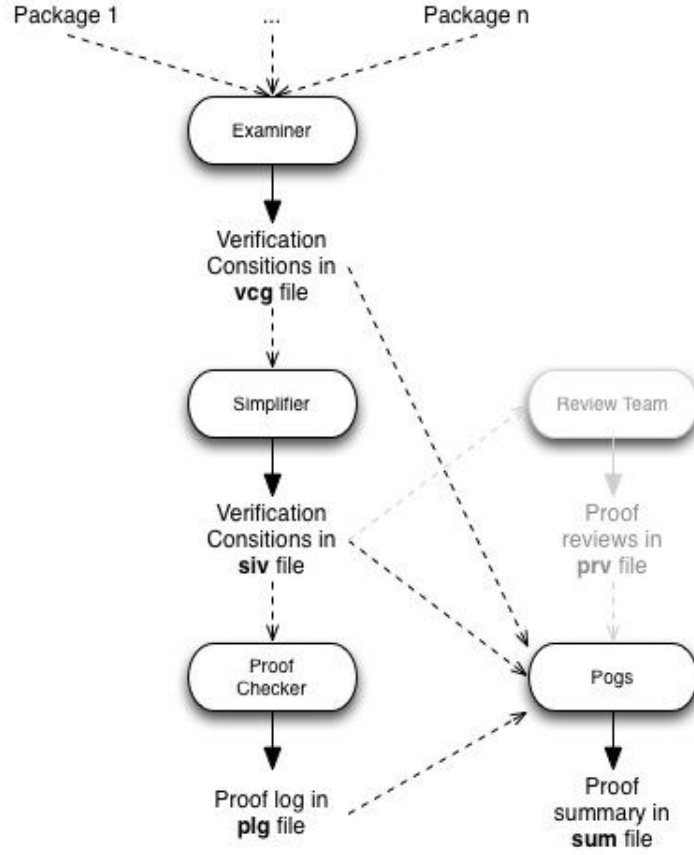 Package 1
...
Package n
Examiner
Verification
Consitions in
vcg file
Simplifier
Review Team
Verification
Consitions in
siv file
Proof
reviews in
prv file
Proof
Checker
Pogs
Proof log in
plg file
Proof
summary in
sum file